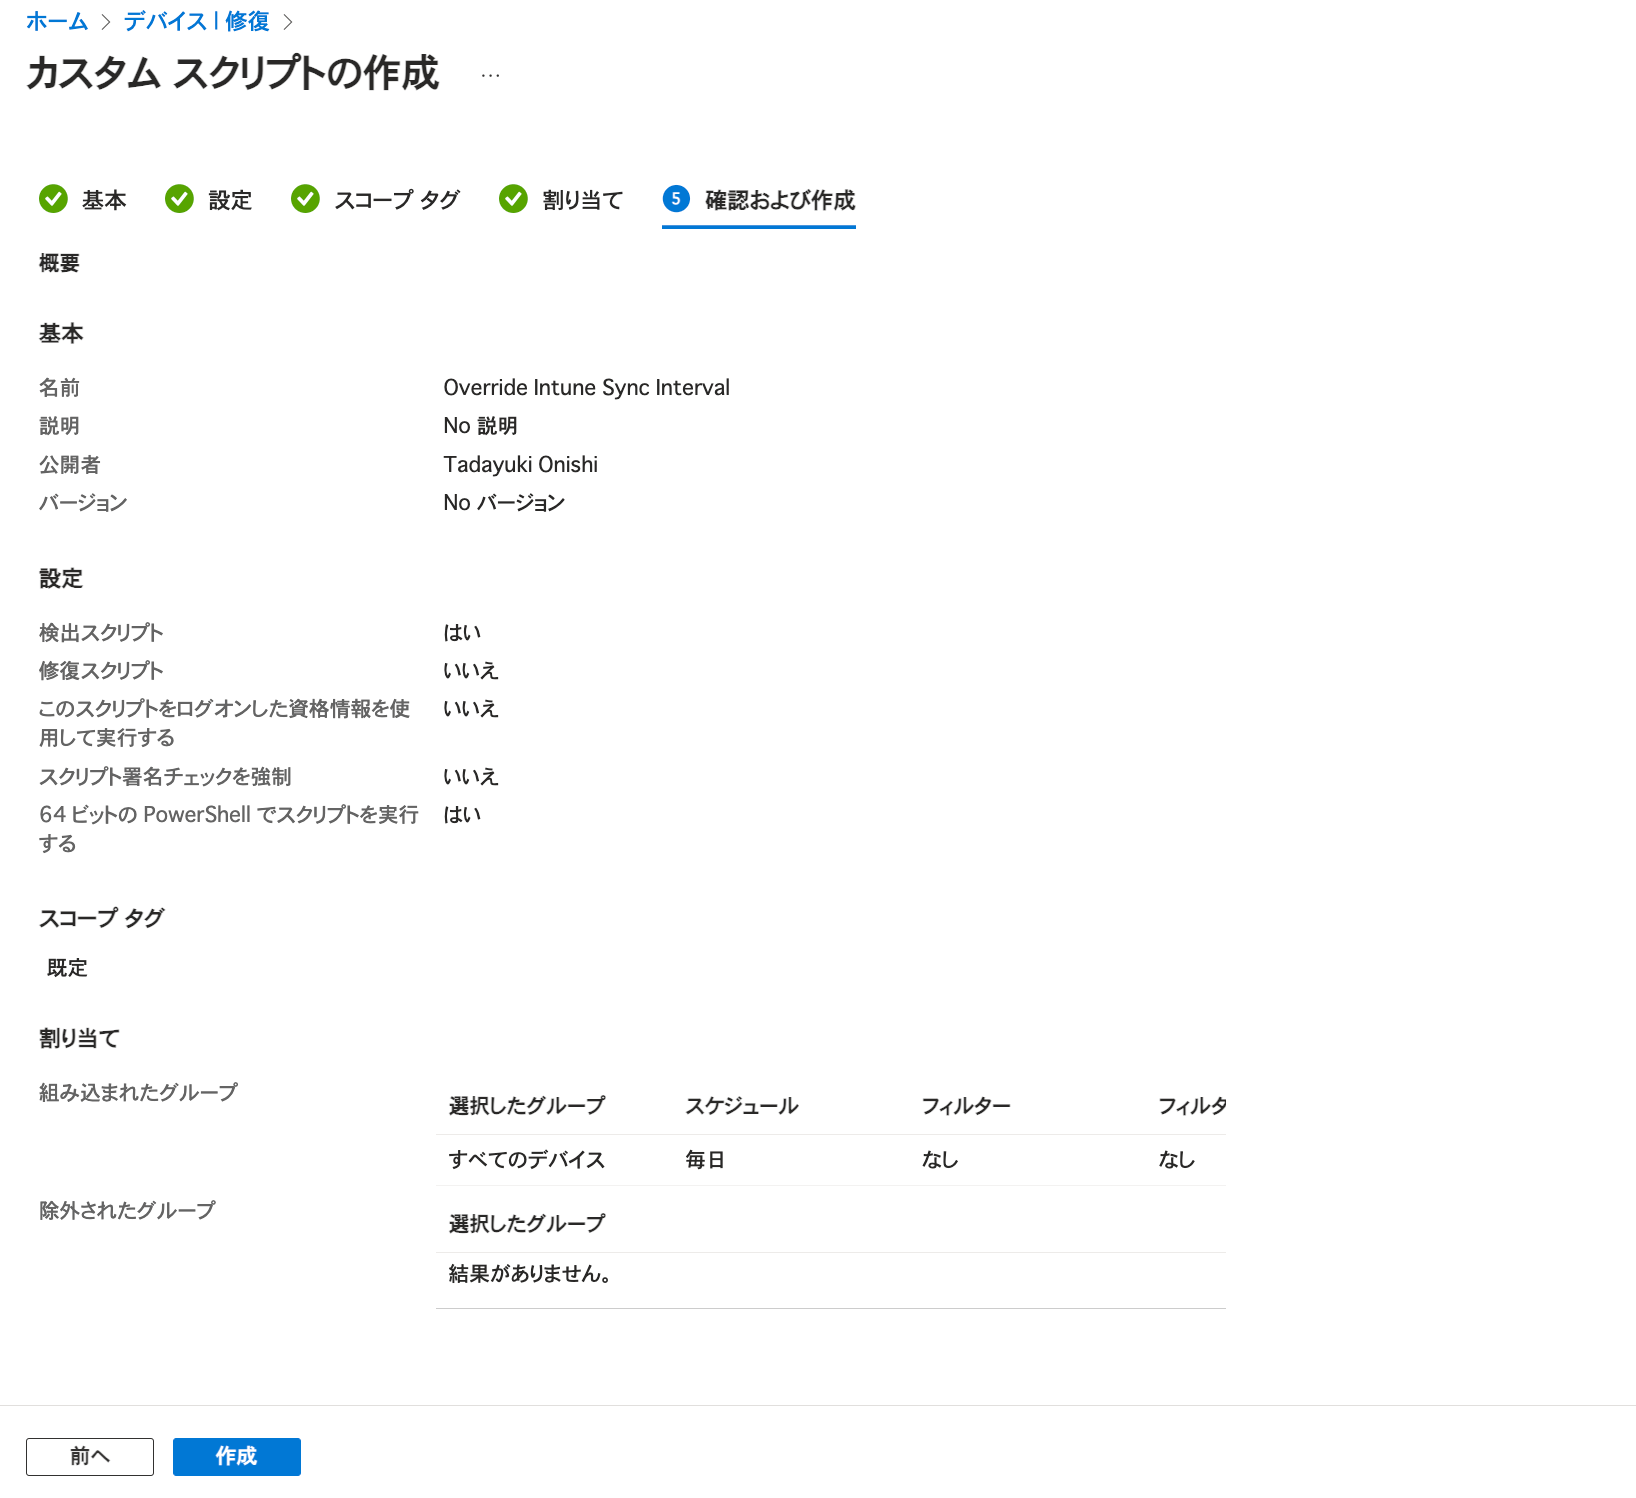 ホーム > デバイス | 修復 >
カスタム スクリプトの作成 …
基本 設定 スコープ タグ 割り当て 5 確認および作成
概要
基本
名前 Override Intune Sync Interval
説明 No 説明
公開者 Tadayuki Onishi
バージョン No バージョン
設定
検出スクリプト はい
修復スクリプト いいえ
このスクリプトをログオンした資格情報を使 いいえ
用して実行する
スクリプト署名チェックを強制 いいえ
64 ビットの PowerShell でスクリプトを実行 はい
する
スコープ タグ
既定
割り当て
組み込まれたグループ
選択したグループ スケジュール フィルター フィルタ
すべてのデバイス 毎日 なし なし
除外されたグループ
選択したグループ
結果がありません。
前へ 作成